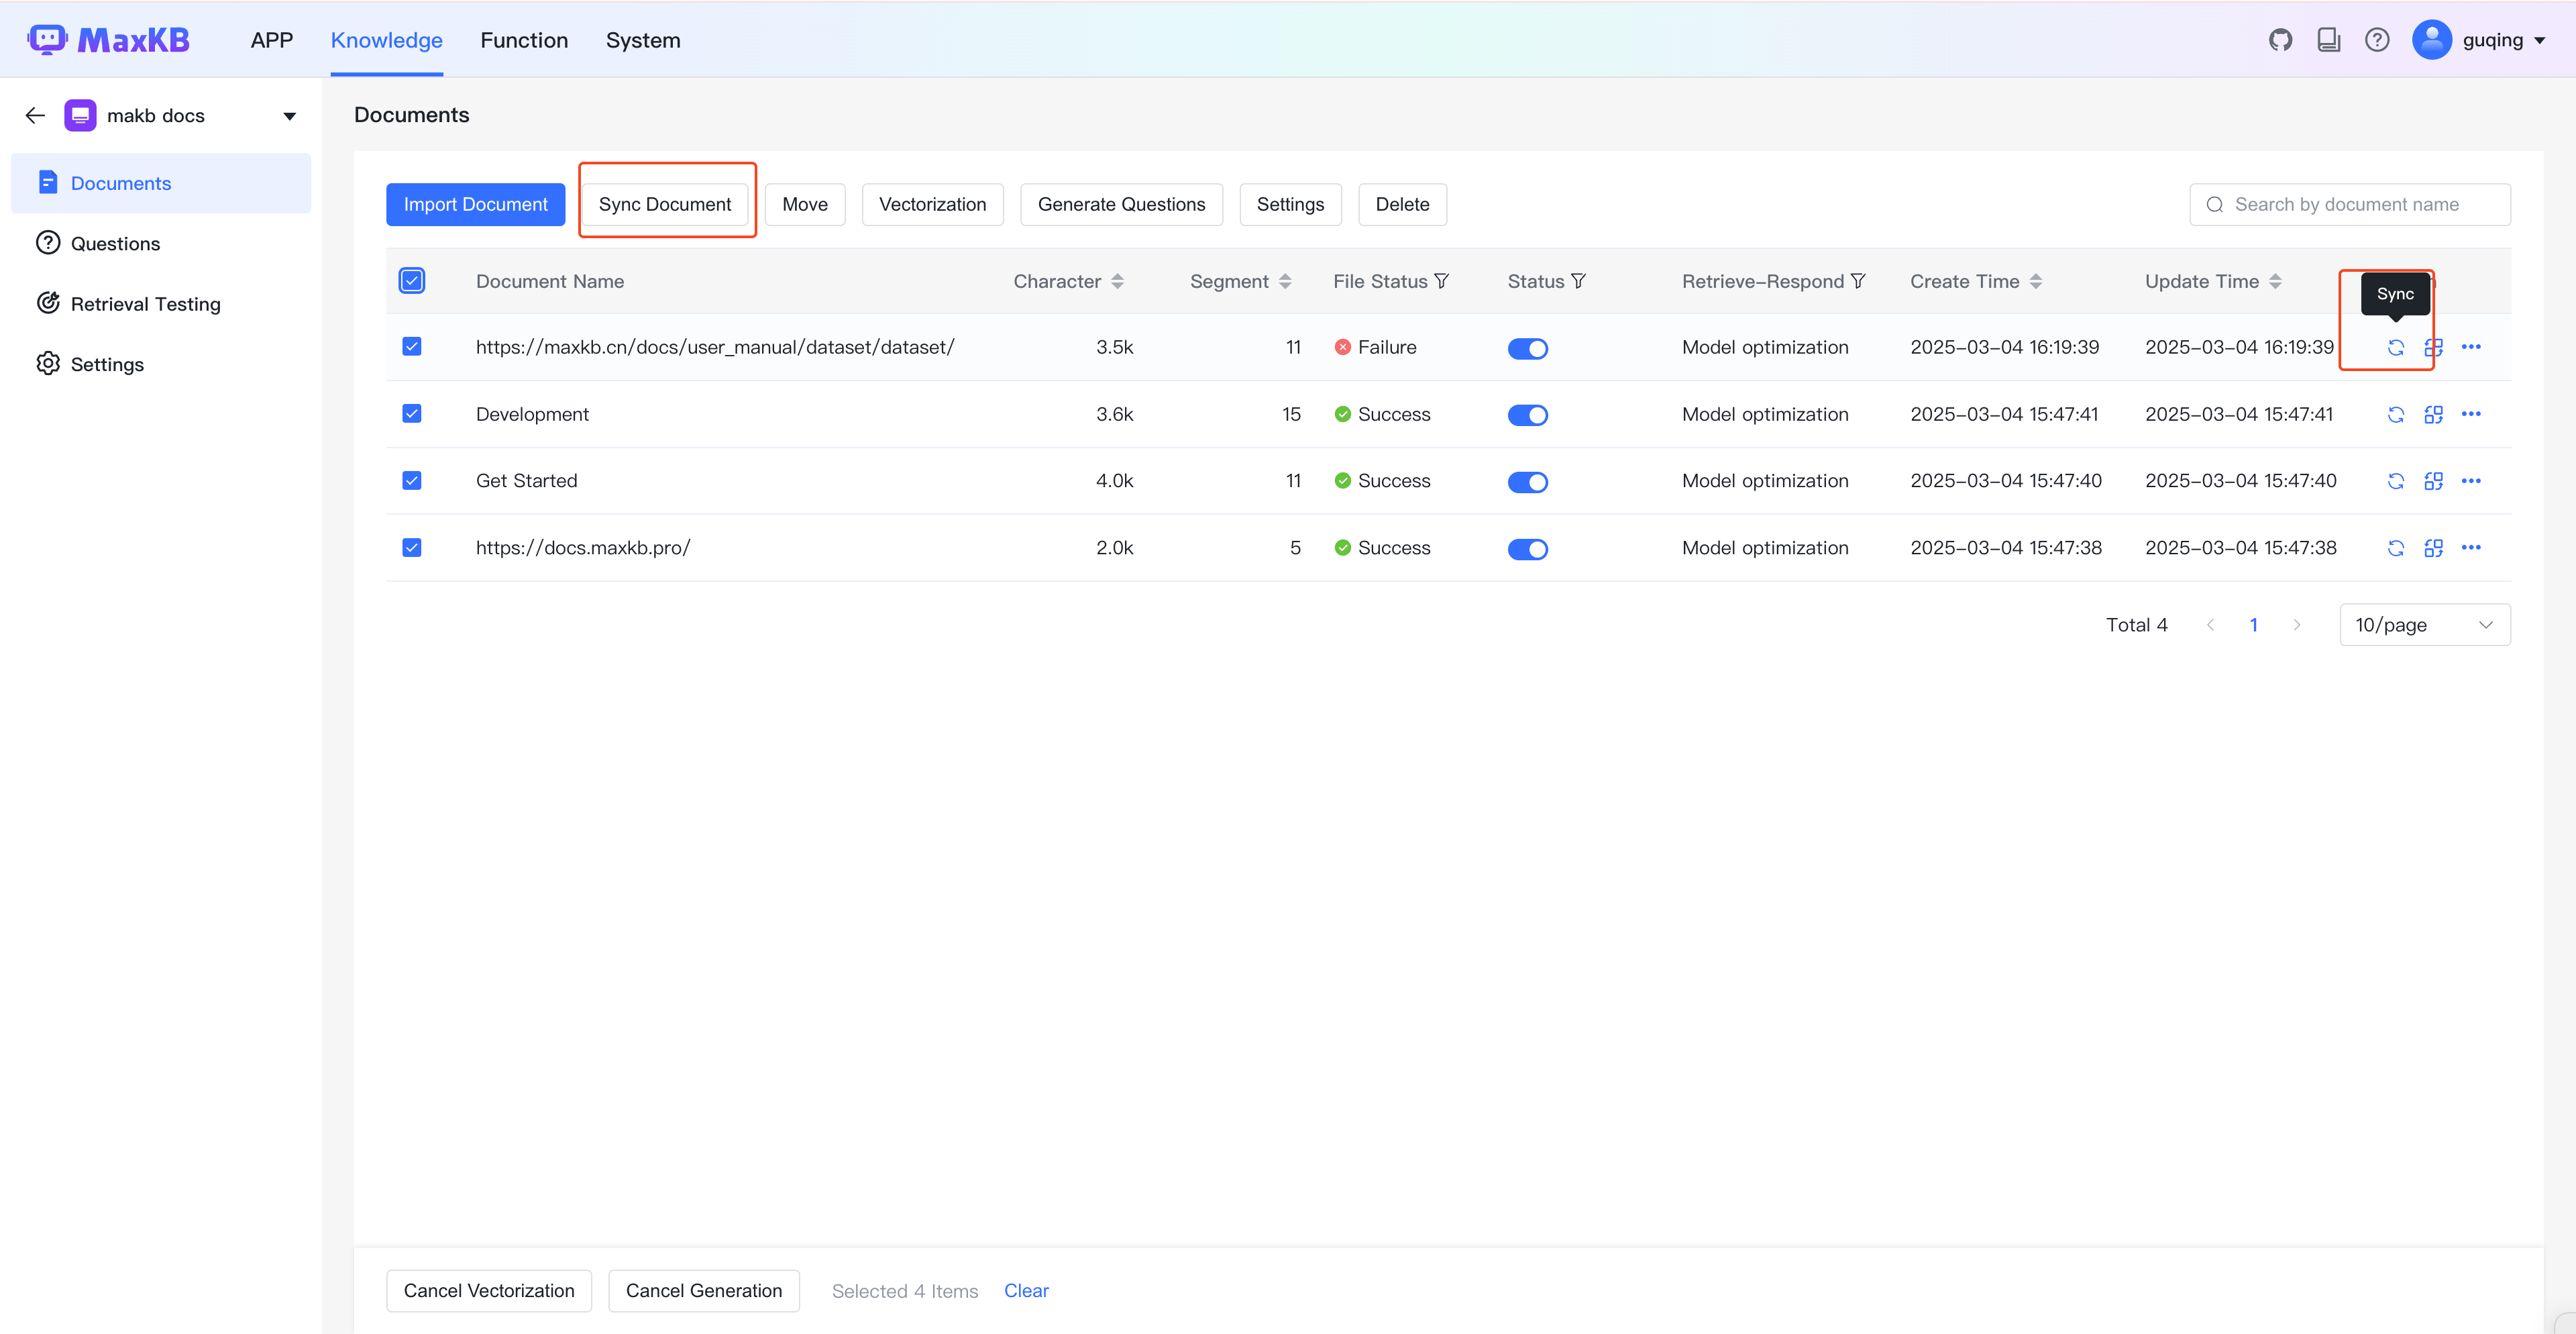 MaxKB APP Knowledge Function System guqing
makb docs
Documents
Questions
Retrieval Testing
Settings
Documents
Import Document Sync Document Move Vectorization Generate Questions Settings Delete Search by document name
Document Name Character Segment File Status Status Retrieve-Respond Create Time Update Time
Sync
https://maxkb.cn/docs/user_manual/dataset/dataset/ 3.5k 11 Failure Model optimization 2025-03-04 16:19:39 2025-03-04 16:19:39
Development 3.6k 15 Success Model optimization 2025-03-04 15:47:41 2025-03-04 15:47:41
Get Started 4.0k 11 Success Model optimization 2025-03-04 15:47:40 2025-03-04 15:47:40
https://docs.maxkb.pro/ 2.0k 5 Success Model optimization 2025-03-04 15:47:38 2025-03-04 15:47:38
Total 4 1 10/page
Cancel Vectorization Cancel Generation Selected 4 Items Clear